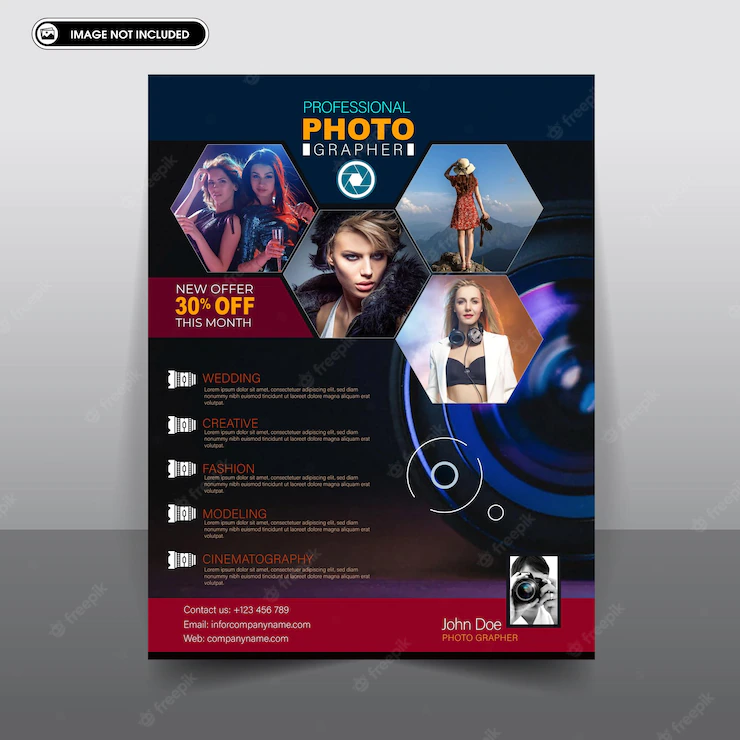 IMAGE NOT INCLUDED
PROFESSIONAL
PHOTO
GRAPHER
NEW OFFER
30% OFF
THIS MONTH
WEDDING
Lorem ipsum dolor sit amet, consectetuer adipiscing elit, sed diam
nonummy nibh euismod tincidunt ut laoreet dolore magna aliquam erat
volutpat.
CREATIVE
Lorem ipsum dolor sit amet, consectetuer adipiscing elit, sed diam
nonummy nibh euismod tincidunt ut laoreet dolore magna aliquam erat
volutpat.
FASHION
Lorem ipsum dolor sit amet, consectetuer adipiscing elit, sed diam
nonummy nibh euismod tincidunt ut laoreet dolore magna aliquam erat
volutpat.
MODELING
Lorem ipsum dolor sit amet, consectetuer adipiscing elit, sed diam
nonummy nibh euismod tincidunt ut laoreet dolore magna aliquam erat
volutpat.
CINEMATOGRAPHY
Lorem ipsum dolor sit amet, consectetuer adipiscing elit, sed diam
nonummy nibh euismod tincidunt ut laoreet dolore magna aliquam erat
volutpat.
Contact us: +123 456 789
Email: inforcompanyname.com
Web: companyname.com
John Doe
PHOTO GRAPHER
freepik